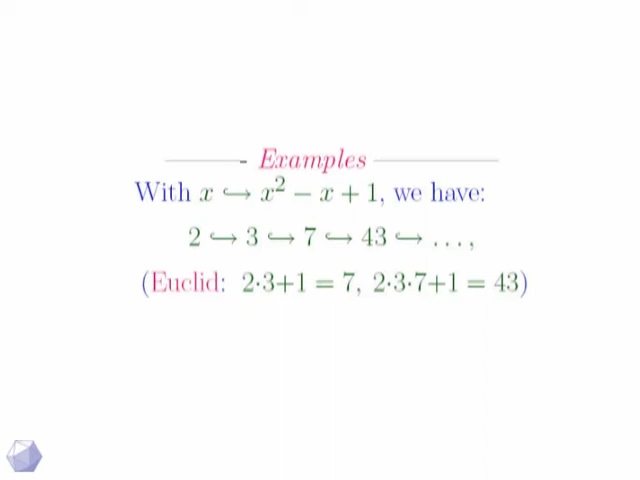 Examples
With x ↪ x² − x + 1, we have:
2 ↪ 3 ↪ 7 ↪ 43 ↪ . . . ,
(Euclid: 2·3+1 = 7, 2·3·7+1 = 43)